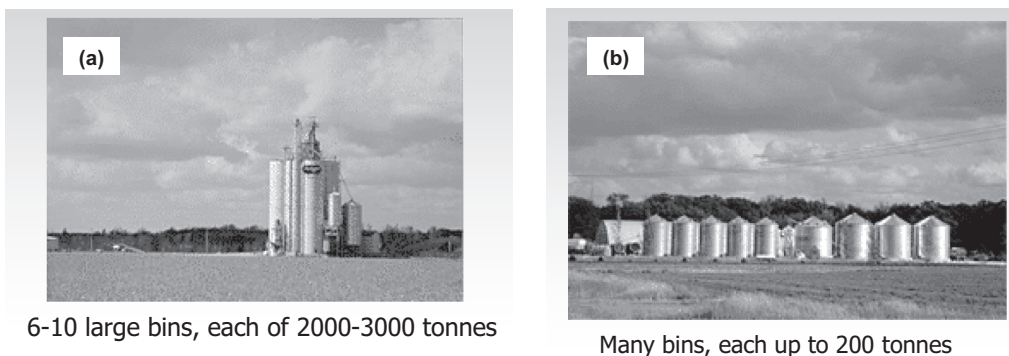 (a)
6-10 large bins, each of 2000-3000 tonnes
(b)
Many bins, each up to 200 tonnes